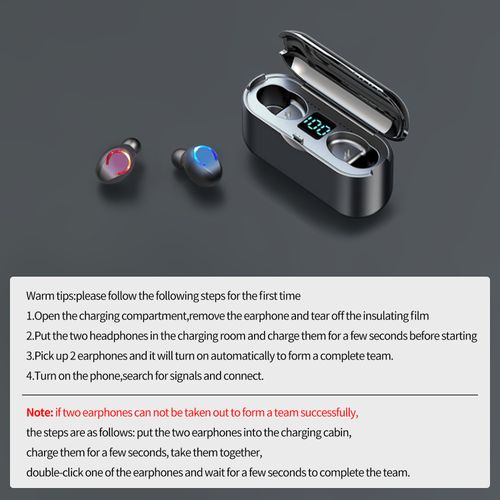 100
Warm tips:please follow the following steps for the first time
1.Open the charging compartment,remove the earphone and tear off the insulating film
2.Put the two headphones in the charging room and charge them for a few seconds before starting
3.Pick up 2 earphones and it will turn on automatically to form a complete team.
4.Turn on the phone,search for signals and connect.
Note: if two earphones can not be taken out to form a team successfully,
the steps are as follows: put the two earphones into the charging cabin,
charge them for a few seconds, take them together,
double-click one of the earphones and wait for a few seconds to complete the team.